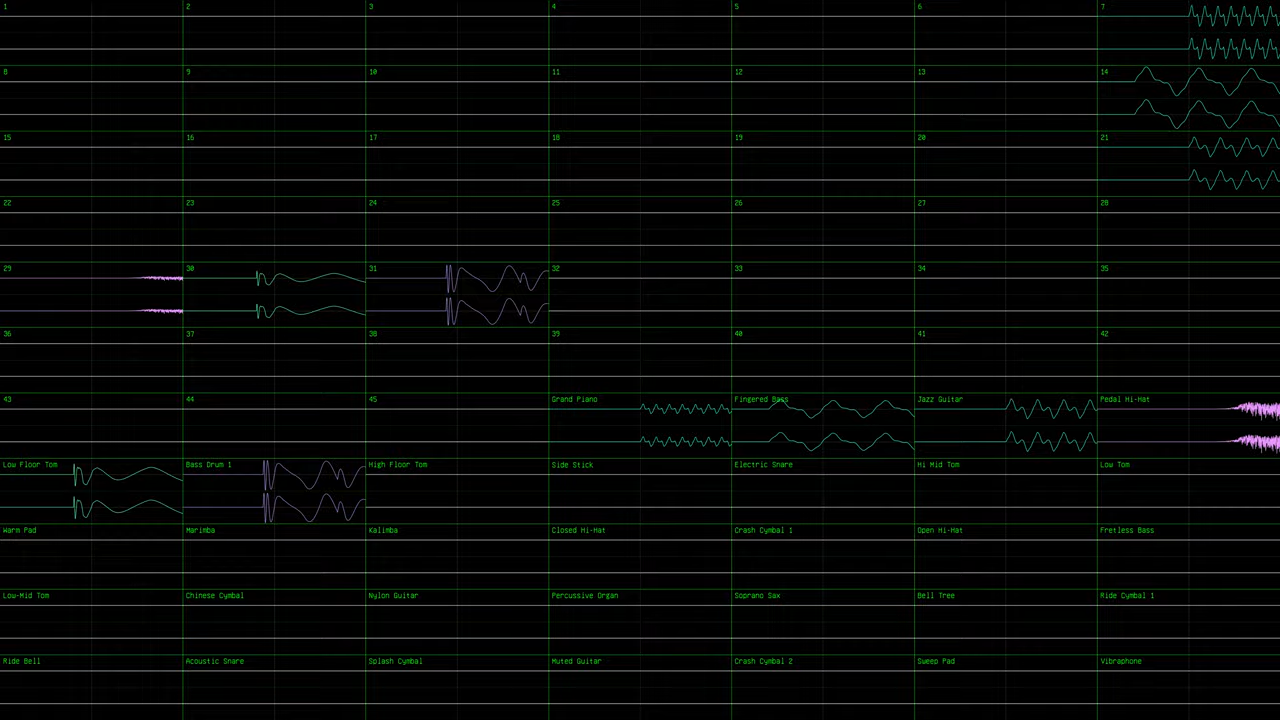 1 2 3 4 5 6 7
8 9 10 11 12 13 14
15 16 17 18 19 20 21
22 23 24 25 26 27 28
29 30 31 32 33 34 35
36 37 38 39 40 41 42
43 44 45 Grand Piano Fingered Bass Jazz Guitar Pedal Hi-Hat
Low Floor Tom Bass Drum 1 High Floor Tom Side Stick Electric Snare Hi Mid Tom Low Tom
Warm Pad Marimba Kalimba Closed Hi-Hat Crash Cymbal 1 Open Hi-Hat Fretless Bass
Low-Mid Tom Chinese Cymbal Nylon Guitar Percussive Organ Soprano Sax Bell Tree Ride Cymbal 1
Ride Bell Acoustic Snare Splash Cymbal Muted Guitar Crash Cymbal 2 Sweep Pad Vibraphone